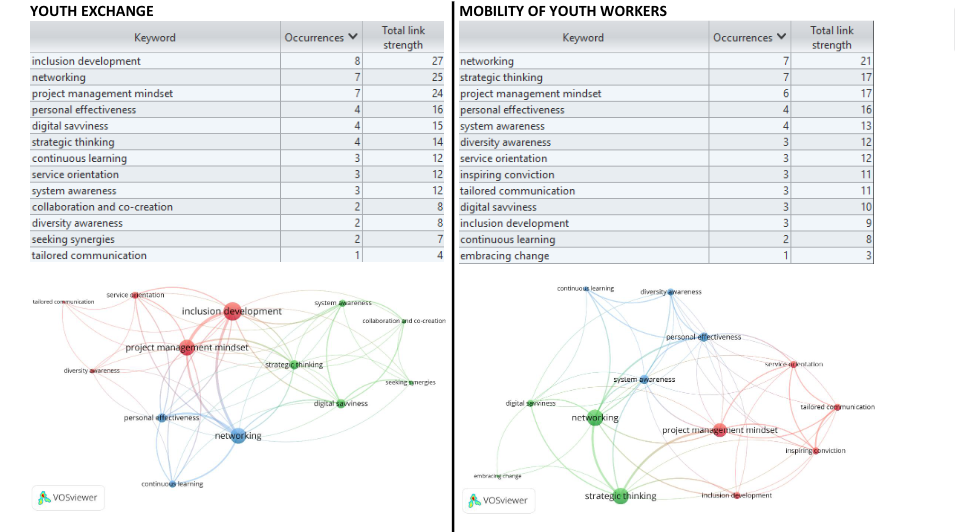 YOUTH EXCHANGE
Keyword Occurrences Total link strength
inclusion development 8 27
networking 7 25
project management mindset 7 24
personal effectiveness 4 16
digital savviness 4 15
strategic thinking 4 14
continuous learning 3 12
service orientation 3 12
system awareness 3 12
collaboration and co-creation 2 8
diversity awareness 2 8
seeking synergies 2 7
tailored communication 1 4
service orientation
tailored communication
inclusion development
system awareness
collaboration and co-creation
project management mindset
strategic thinking
diversity awareness
seeking synergies
digital savviness
personal effectiveness
networking
continuous learning
VOSviewer
MOBILITY OF YOUTH WORKERS
Keyword Occurrences Total link strength
networking 7 21
strategic thinking 7 17
project management mindset 6 17
personal effectiveness 4 16
system awareness 4 13
diversity awareness 3 12
service orientation 3 12
inspiring conviction 3 11
tailored communication 3 11
digital savviness 3 10
inclusion development 3 9
continuous learning 2 8
embracing change 1 3
continuous learning
diversity awareness
personal effectiveness
service orientation
system awareness
digital savviness
tailored communication
networking
project management mindset
inspiring conviction
embracing change
strategic thinking
inclusion development
VOSviewer